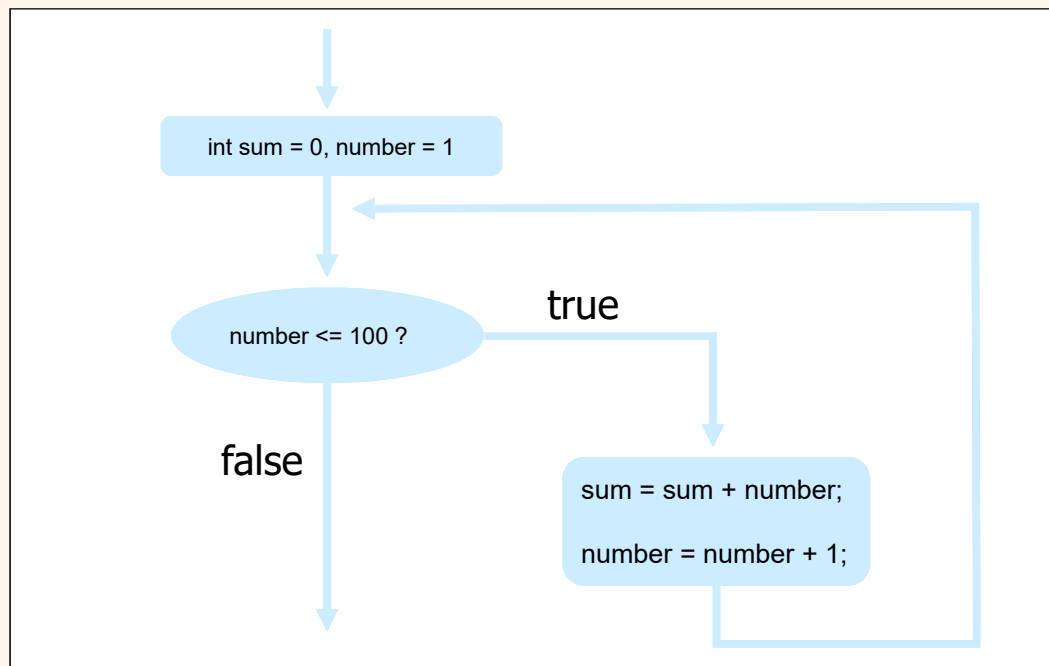 int sum = 0, number = 1
number <= 100 ?
true
false
sum = sum + number;
number = number + 1;